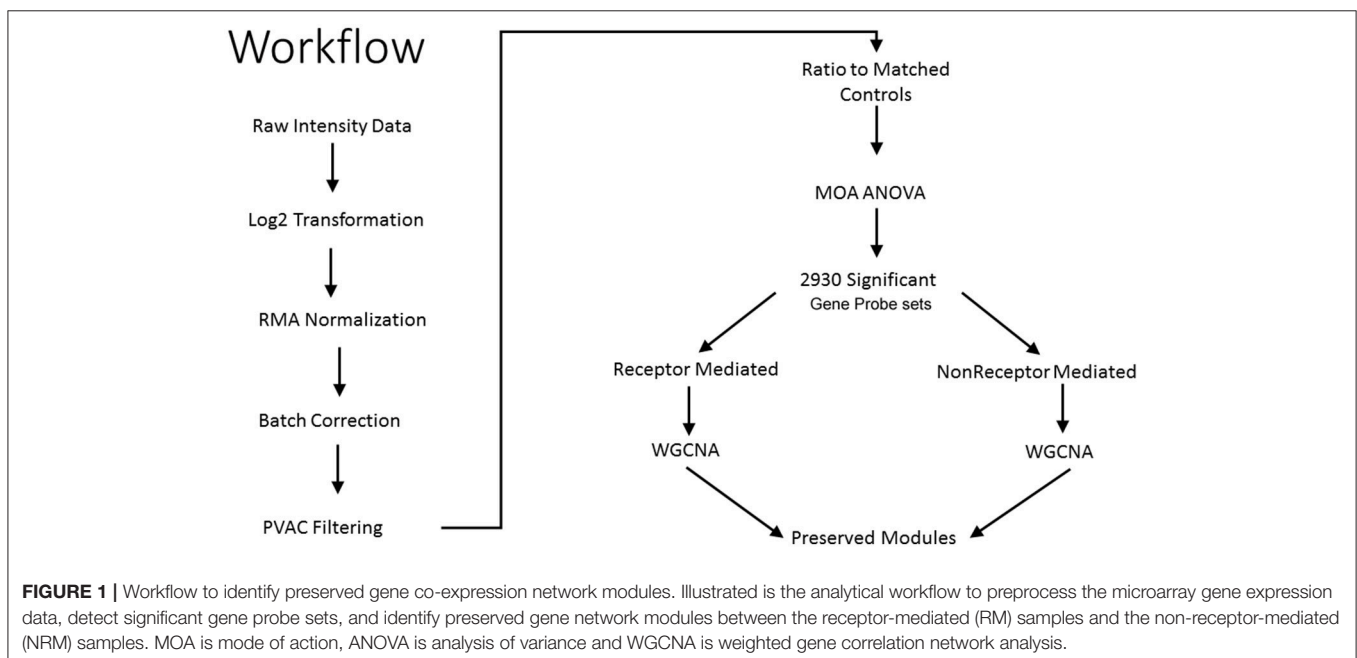 Workflow
Raw Intensity Data
Log2 Transformation
RMA Normalization
Batch Correction
PVAC Filtering
Ratio to Matched
Controls
MOA ANOVA
2930 Significant
Gene Probe sets
Receptor Mediated
NonReceptor Mediated
WGCNA
WGCNA
Preserved Modules
FIGURE 1 | Workflow to identify preserved gene co-expression network modules. Illustrated is the analytical workflow to preprocess the microarray gene expression
data, detect significant gene probe sets, and identify preserved gene network modules between the receptor-mediated (RM) samples and the non-receptor-mediated
(NRM) samples. MOA is mode of action, ANOVA is analysis of variance and WGCNA is weighted gene correlation network analysis.